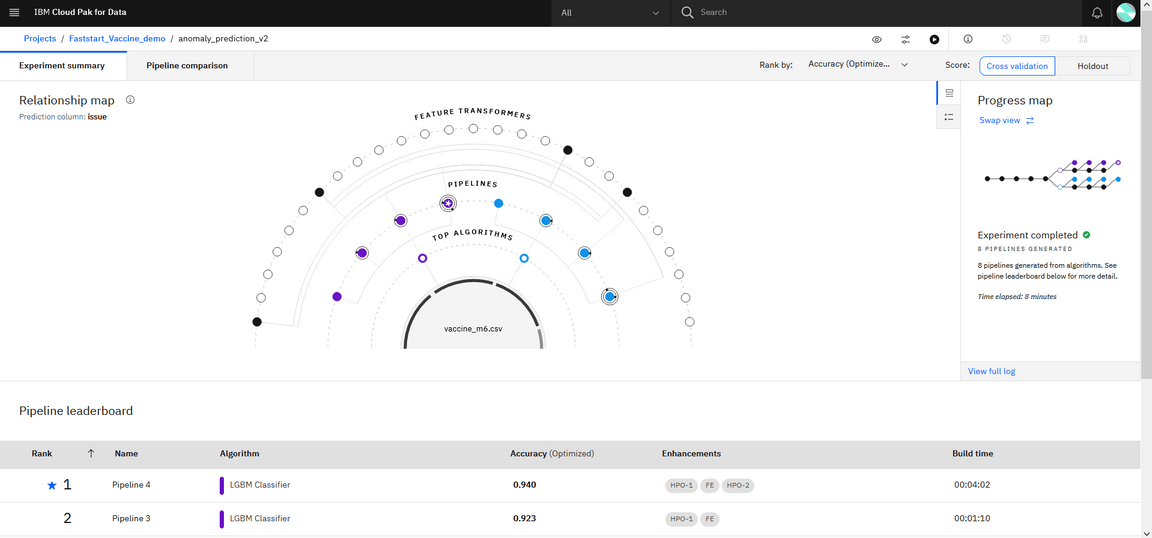 IBM Cloud Pak for Data
All
Search
Projects / Faststart_Vaccine_demo / anomaly_prediction_v2
Experiment summary
Pipeline comparison
Rank by:
Accuracy (Optimize...
Score:
Cross validation
Holdout
Relationship map
Prediction column: issue
FEATURE TRANSFORMERS
PIPELINES
TOP ALGORITHMS
vaccine_m6.csv
Progress map
Swap view
Experiment completed
8 PIPELINES GENERATED
8 pipelines generated from algorithms. See
pipeline leaderboard below for more detail.
Time elapsed: 8 minutes
View full log
Pipeline leaderboard
Rank Name Algorithm Accuracy (Optimized) Enhancements Build time
1 Pipeline 4 LGBM Classifier 0.940 HPO-1 FE HPO-2 00:04:02
2 Pipeline 3 LGBM Classifier 0.923 HPO-1 FE 00:01:10